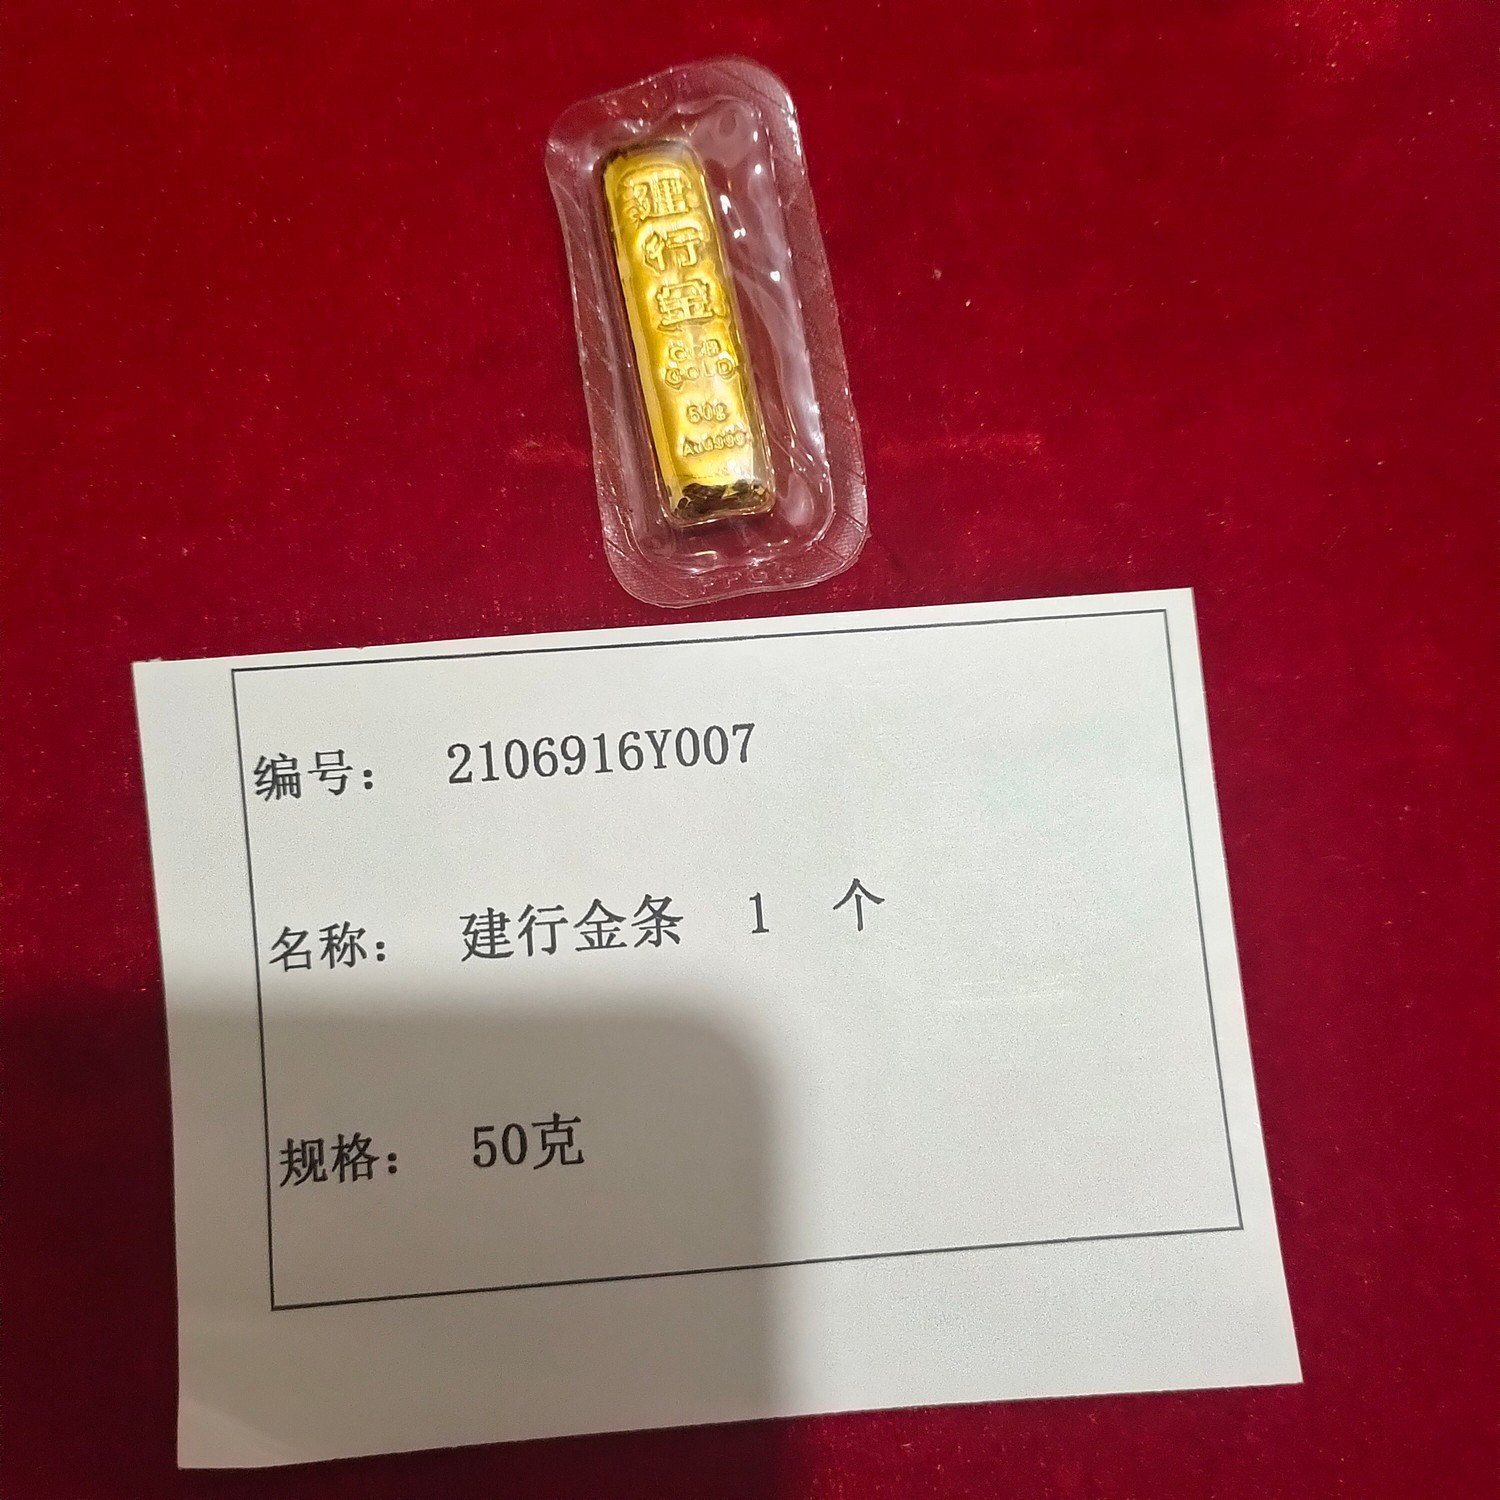 建
行
金
CCB
GOLD
50g
Au9999
编号： 2106916Y007
名称： 建行金条 1 个
规格： 50克